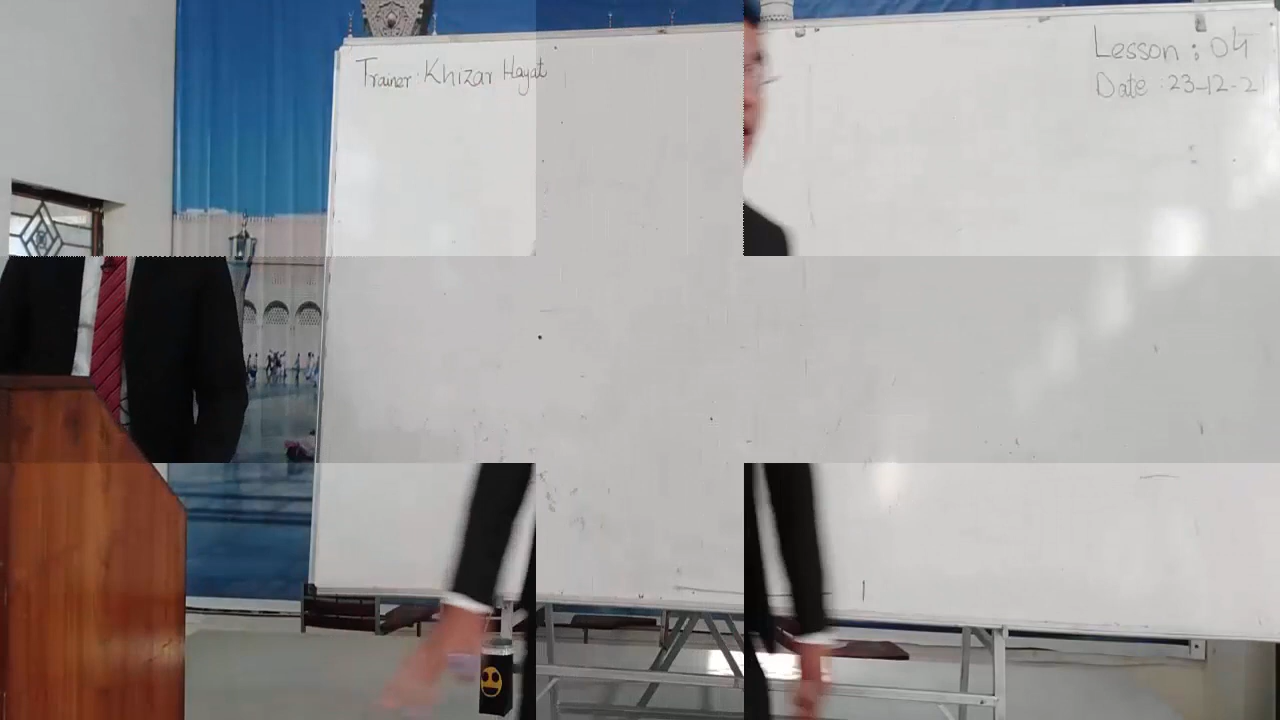 Trainer : Khizar Hayat
Lesson : 04
Date : 23-12-21